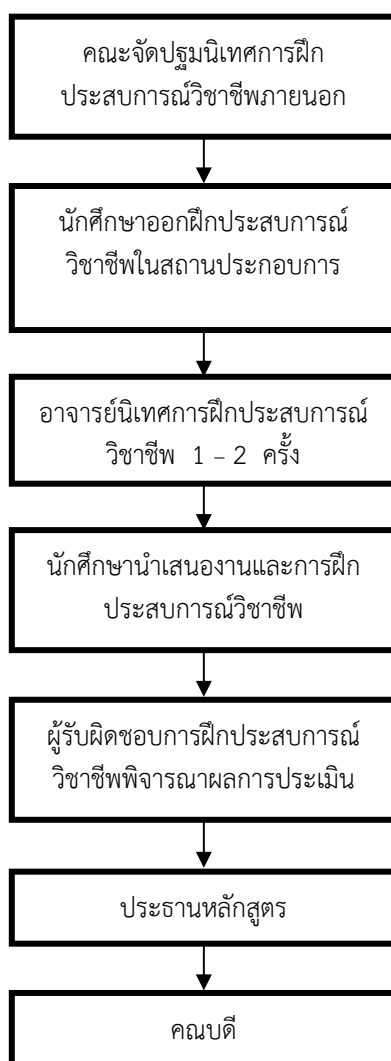 คณะจัดปฐมนิเทศการฝึก
ประสบการณ์วิชาชีพภายนอก
นักศึกษาออกฝึกประสบการณ์
วิชาชีพในสถานประกอบการ
อาจารย์นิเทศการฝึกประสบการณ์
วิชาชีพ 1 – 2 ครั้ง
นักศึกษานำเสนองานและการฝึก
ประสบการณ์วิชาชีพ
ผู้รับผิดชอบการฝึกประสบการณ์
วิชาชีพพิจารณาผลการประเมิน
ประธานหลักสูตร
คณบดี